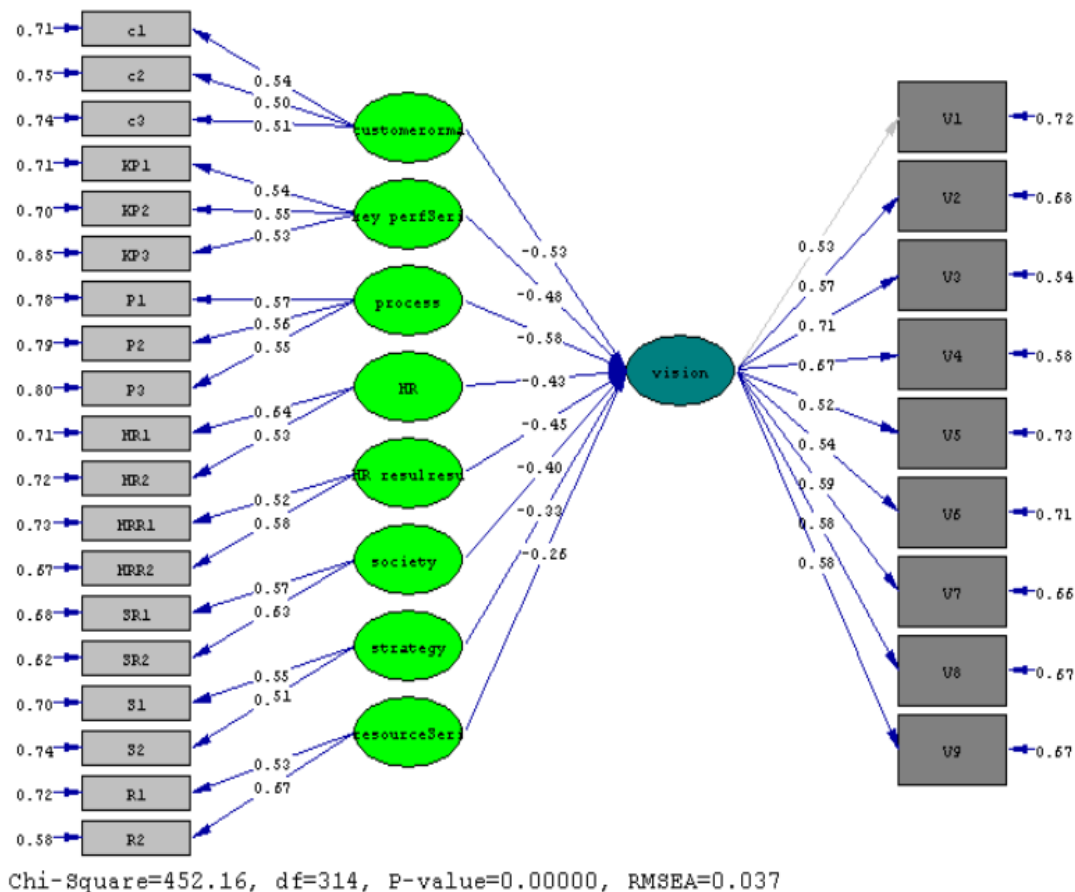 0.71 c1
0.75 c2
0.74 c3
0.71 KP1
0.70 KP2
0.85 KP3
0.78 P1
0.79 P2
0.80 P3
0.71 HR1
0.72 HR2
0.73 HRR1
0.67 HRR2
0.68 SR1
0.62 SR2
0.70 S1
0.74 S2
0.72 R1
0.58 R2
0.54
0.50
0.51
0.54
0.55
0.53
0.57
0.56
0.55
0.64
0.53
0.52
0.58
0.57
0.63
0.55
0.51
0.53
0.67
customerorma
key perfSeri
process
HR
HR resulresu
society
strategy
resourceSeri
-0.53
-0.48
-0.58
-0.43
-0.45
-0.40
-0.33
-0.26
vision
0.53
0.57
0.71
0.67
0.52
0.54
0.59
0.58
0.58
V1 0.72
V2 0.68
V3 0.54
V4 0.58
V5 0.73
V6 0.71
V7 0.66
V8 0.67
V9 0.67
Chi-Square=452.16, df=314, P-value=0.00000, RMSEA=0.037